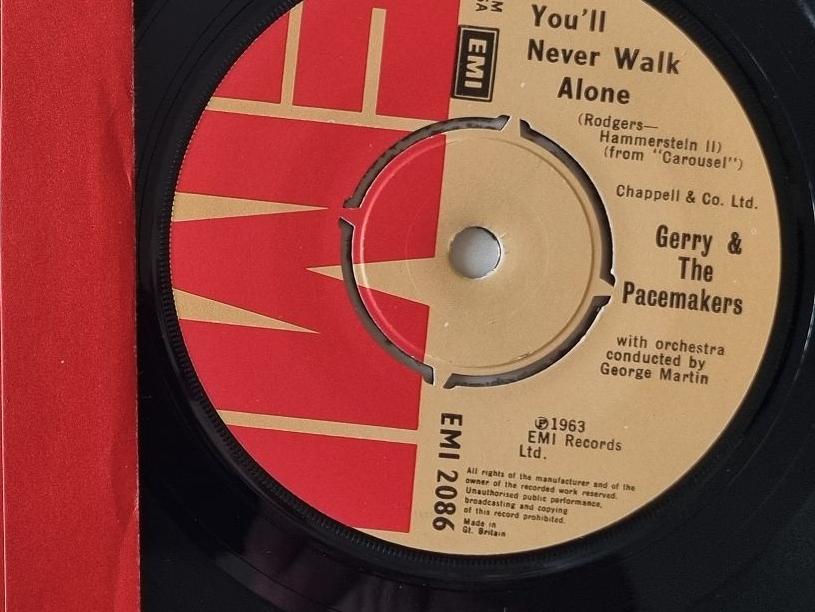 You'll
Never Walk
Alone
(Rodgers—
Hammerstein II)
(from "Carousel")
Chappell & Co. Ltd.
Gerry &
The
Pacemakers
with orchestra
conducted by
George Martin
℗1963
EMI Records
Ltd.
All rights of the manufacturer and of the
owner of the recorded work reserved.
Unauthorised public performance,
broadcasting and copying
of this record prohibited.
Made in
Gt. Britain
EMI
EMI 2086
EMI